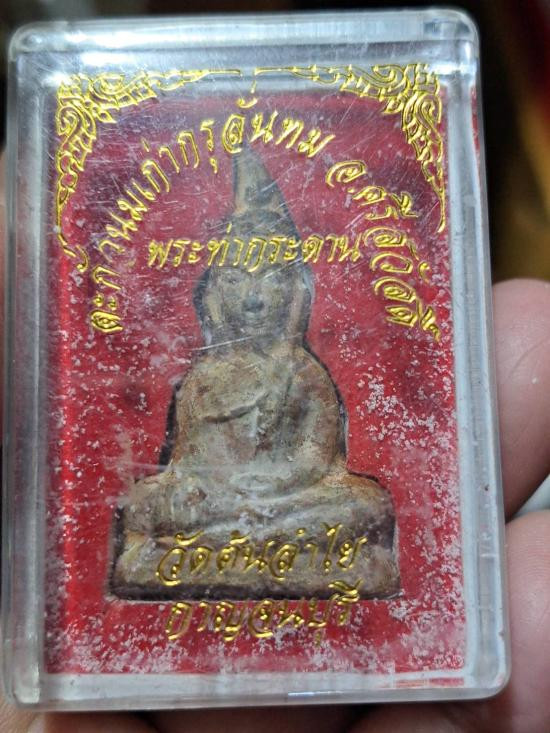 ตะกั่วนมเก่ากรุลั่นทม อ.ศรีสวัสดิ์
พระท่ากระดาน
วัดต้นลำไย
กาญจนบุรี